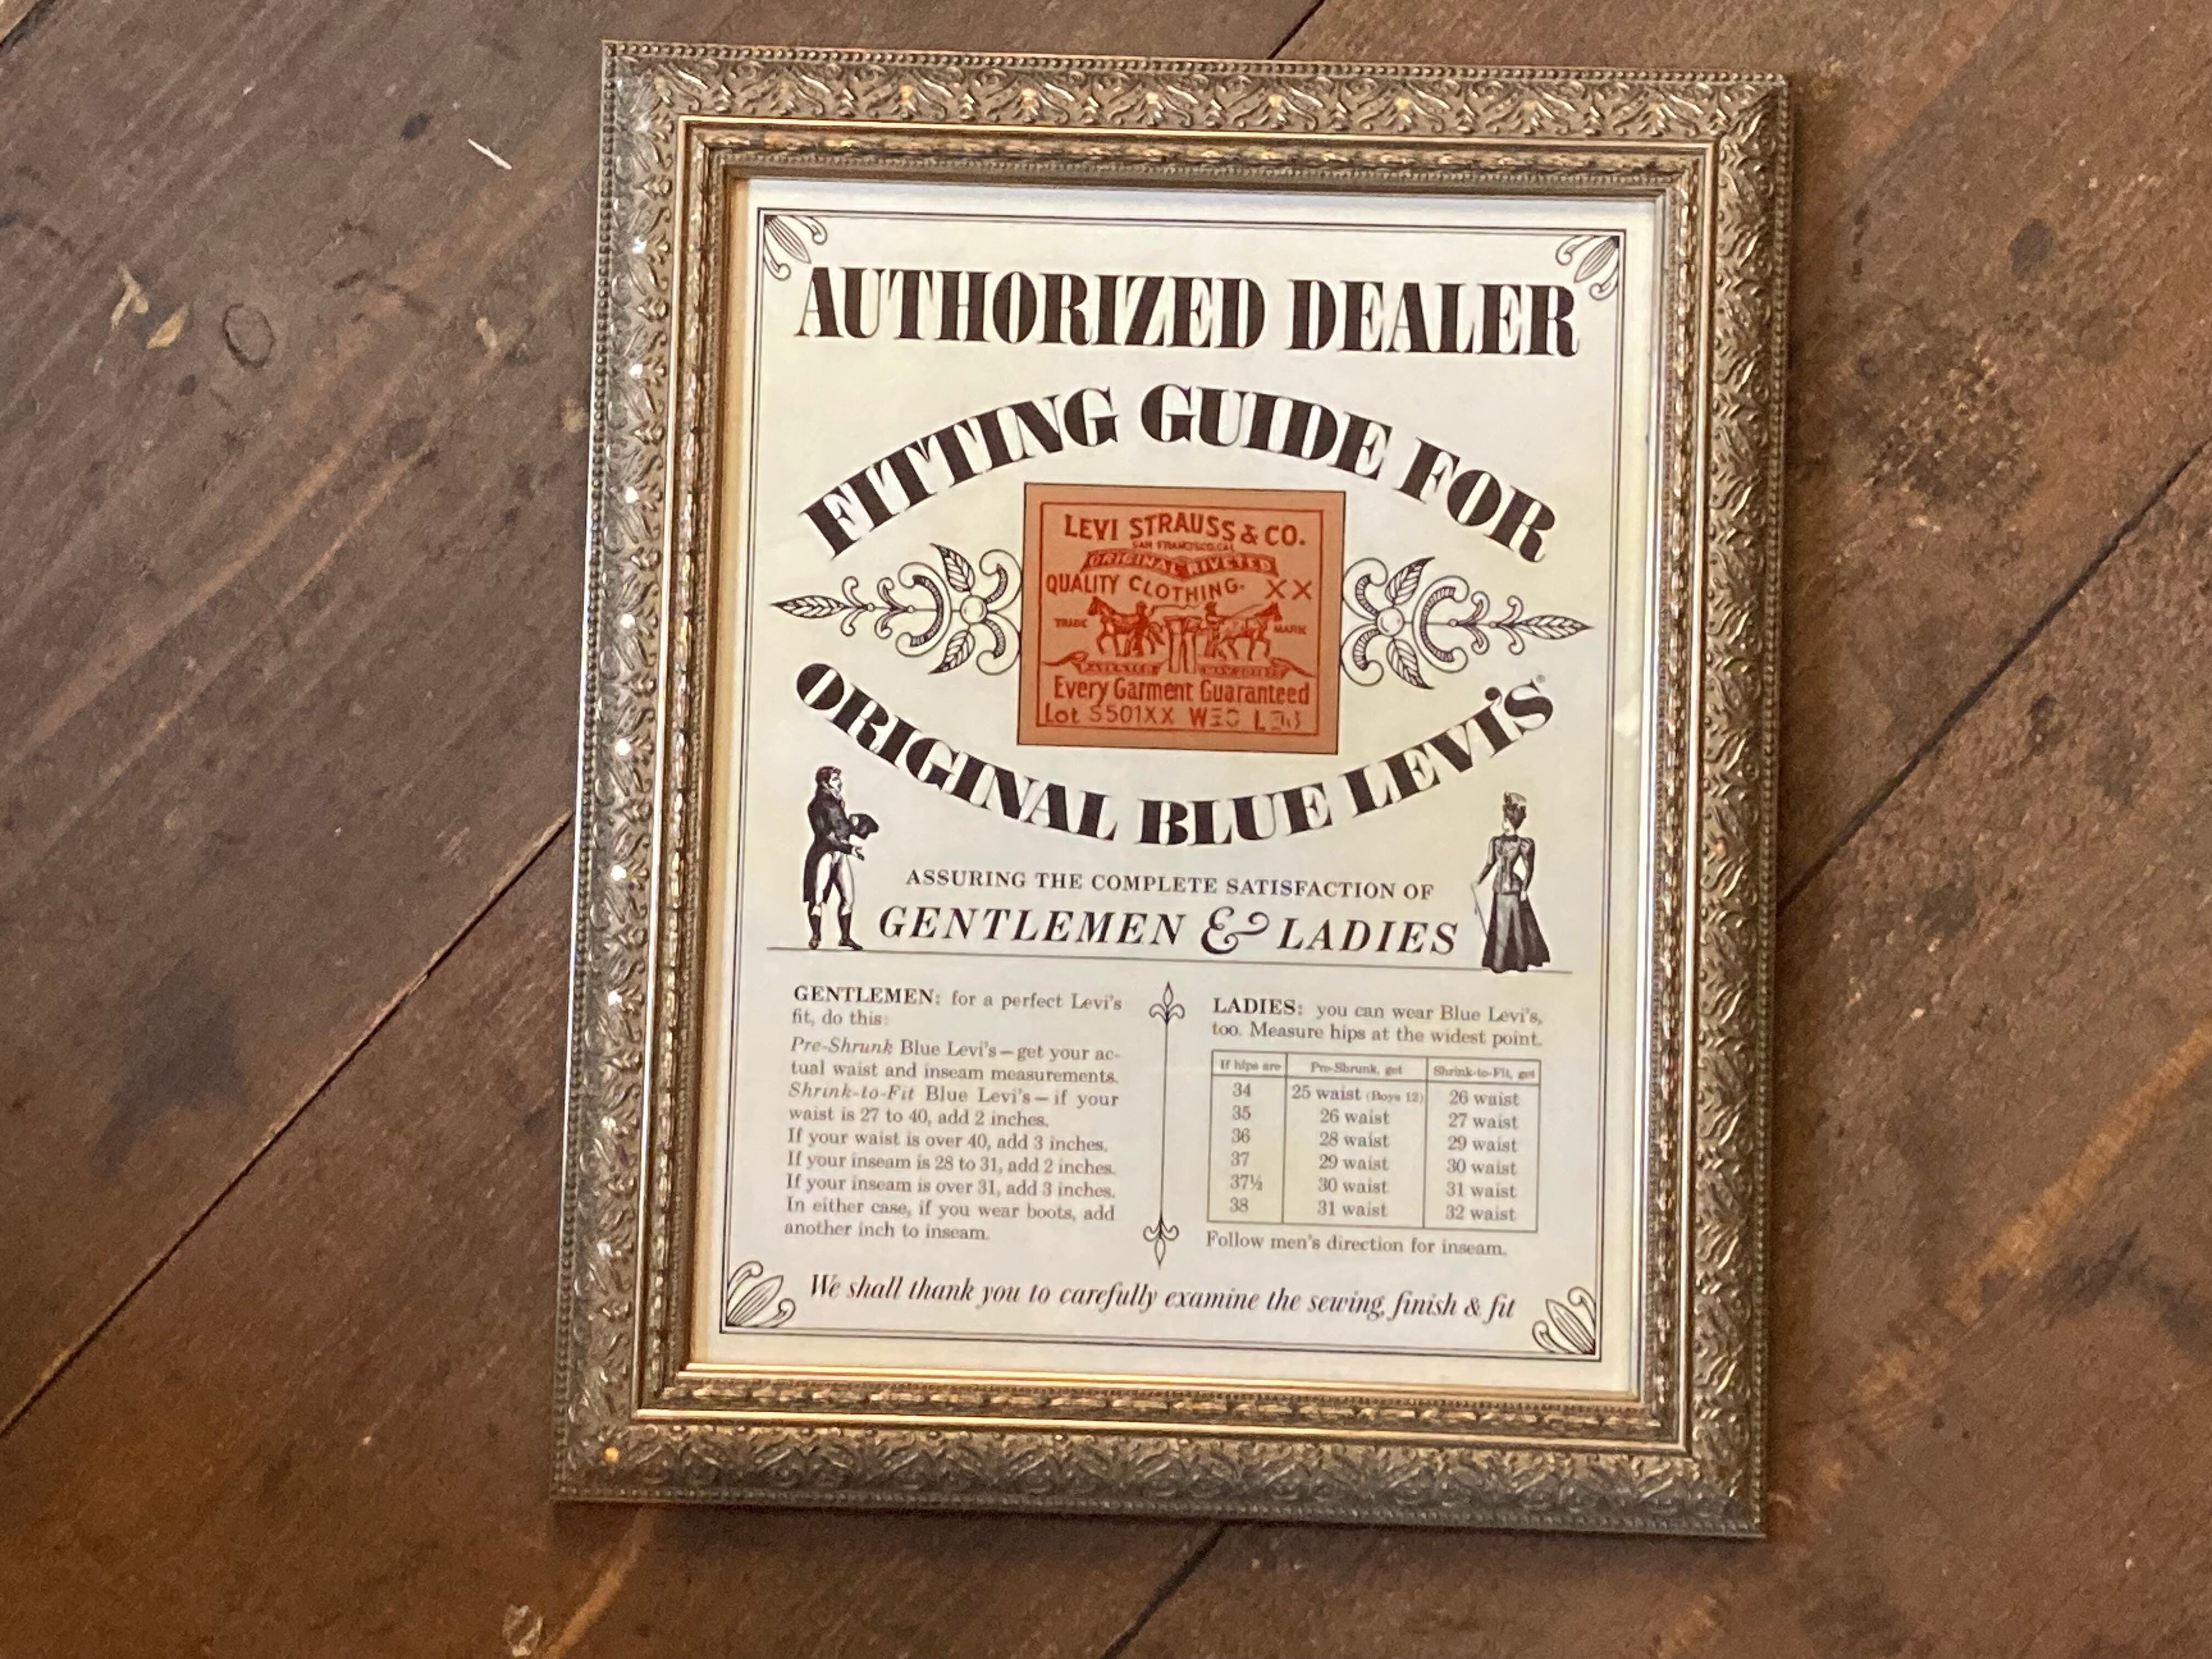 AUTHORIZED DEALER
FITTING GUIDE FOR
LEVI STRAUSS & CO.
SAN FRANCISCO, CAL
ORIGINAL RIVETED
QUALITY CLOTHING. XX
TRADE MARK
Every Garment Guaranteed
Lot S501XX
ORIGINAL BLUE LEVI'S®
ASSURING THE COMPLETE SATISFACTION OF
GENTLEMEN & LADIES
GENTLEMEN: for a perfect Levi's
fit, do this:
Pre-Shrunk Blue Levi's—get your ac-
tual waist and inseam measurements.
Shrink-to-Fit Blue Levi's—if your
waist is 27 to 40, add 2 inches.
If your waist is over 40, add 3 inches.
If your inseam is 28 to 31, add 2 inches.
If your inseam is over 31, add 3 inches.
In either case, if you wear boots, add
another inch to inseam.
LADIES: you can wear Blue Levi's,
too. Measure hips at the widest point.
If hips are Pre-Shrunk, get Shrink-to-Fit, get
34 25 waist (Boys 12) 26 waist
35 26 waist 27 waist
36 28 waist 29 waist
37 29 waist 30 waist
37½ 30 waist 31 waist
38 31 waist 32 waist
Follow men's direction for inseam.
We shall thank you to carefully examine the sewing, finish & fit